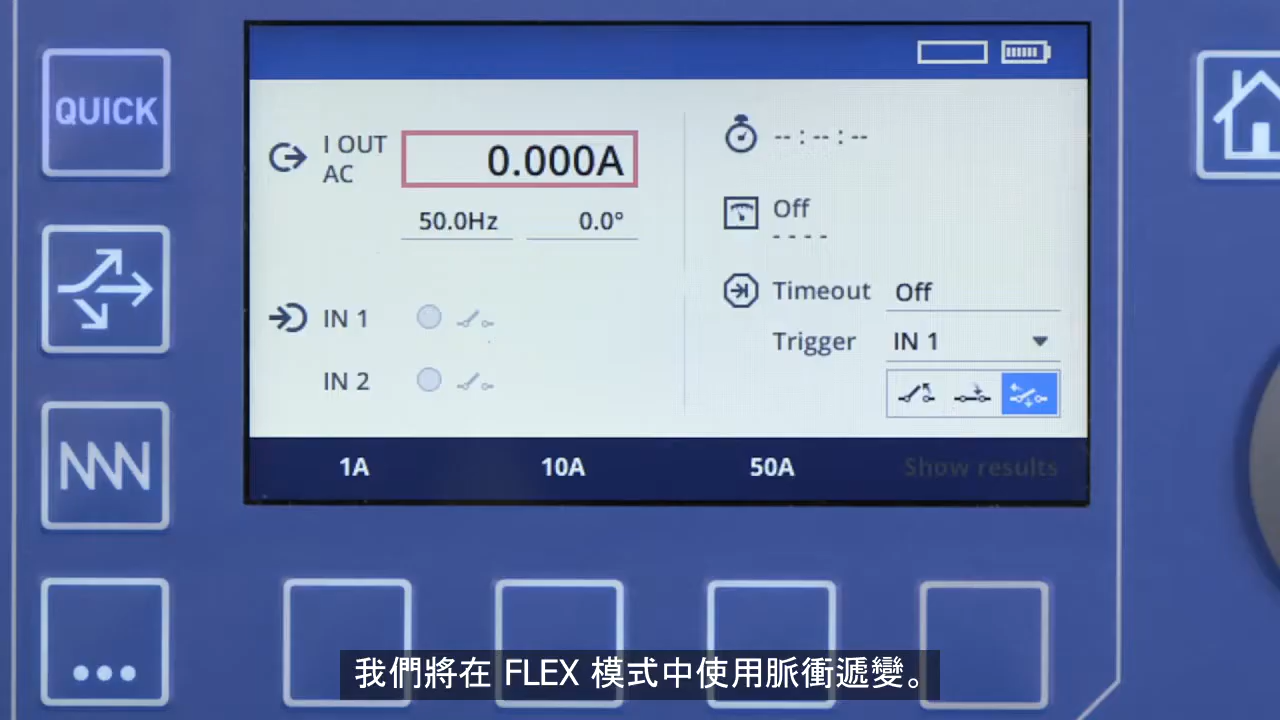 QUICK
I OUT
AC
0.000A
50.0Hz
0.0°
IN 1
IN 2
-- : -- : --
Off
- - - -
Timeout
Off
Trigger
IN 1
1A
10A
50A
Show results
我們將在 FLEX 模式中使用脈衝遞變。